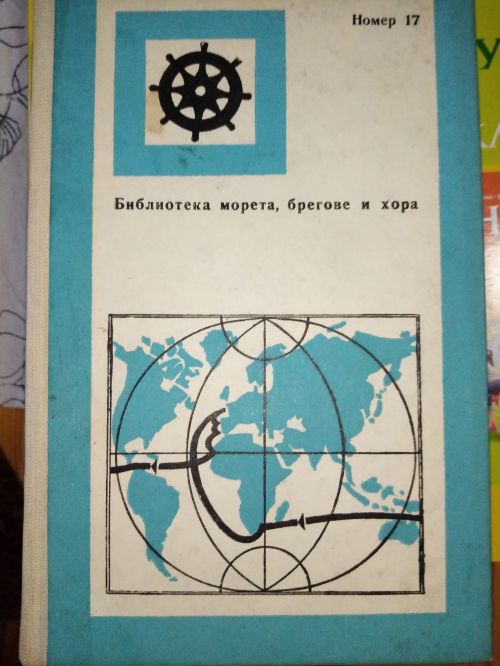 Номер 17
Библиотека морета, брегове и хора